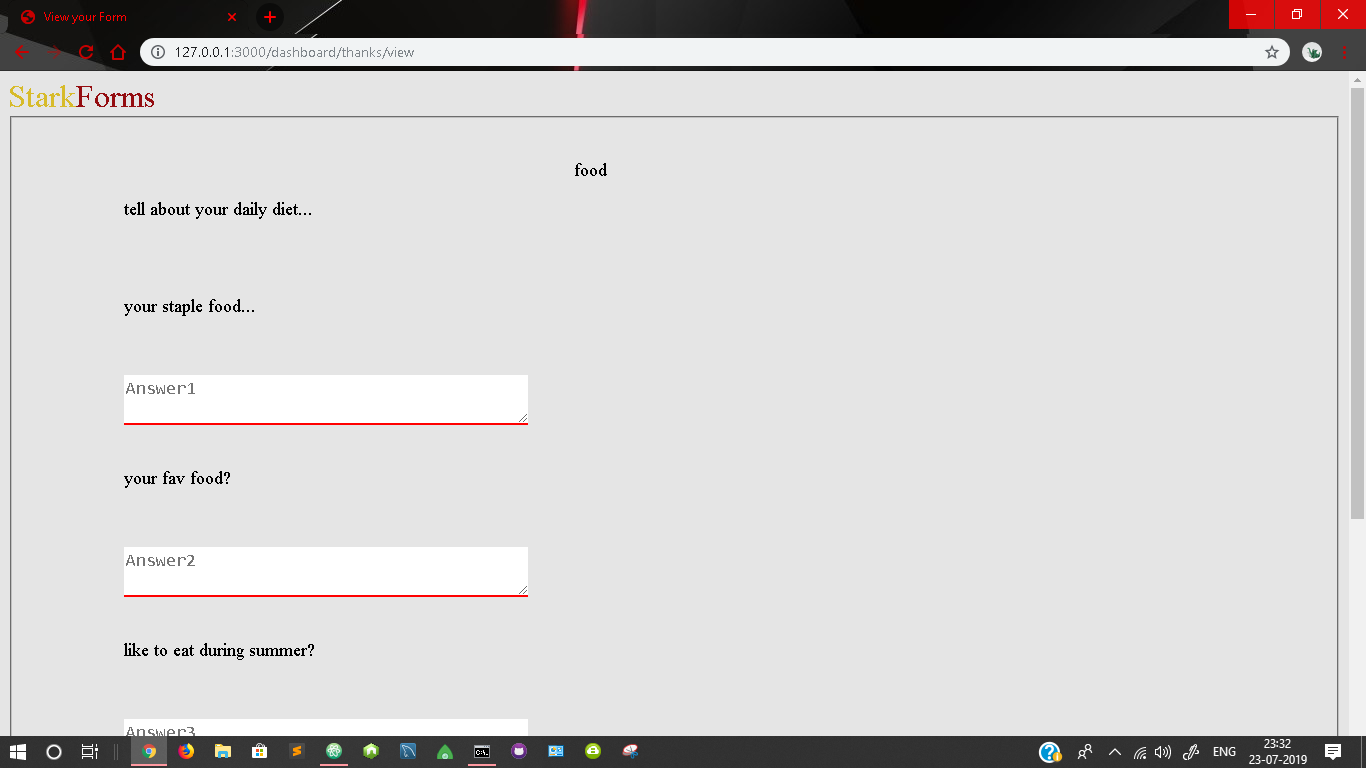 View your Form
127.0.0.1:3000/dashboard/thanks/view
StarkForms
food
tell about your daily diet...
your staple food...
Answer1
your fav food?
Answer2
like to eat during summer?
Answer3
ENG
23:32
23-07-2019